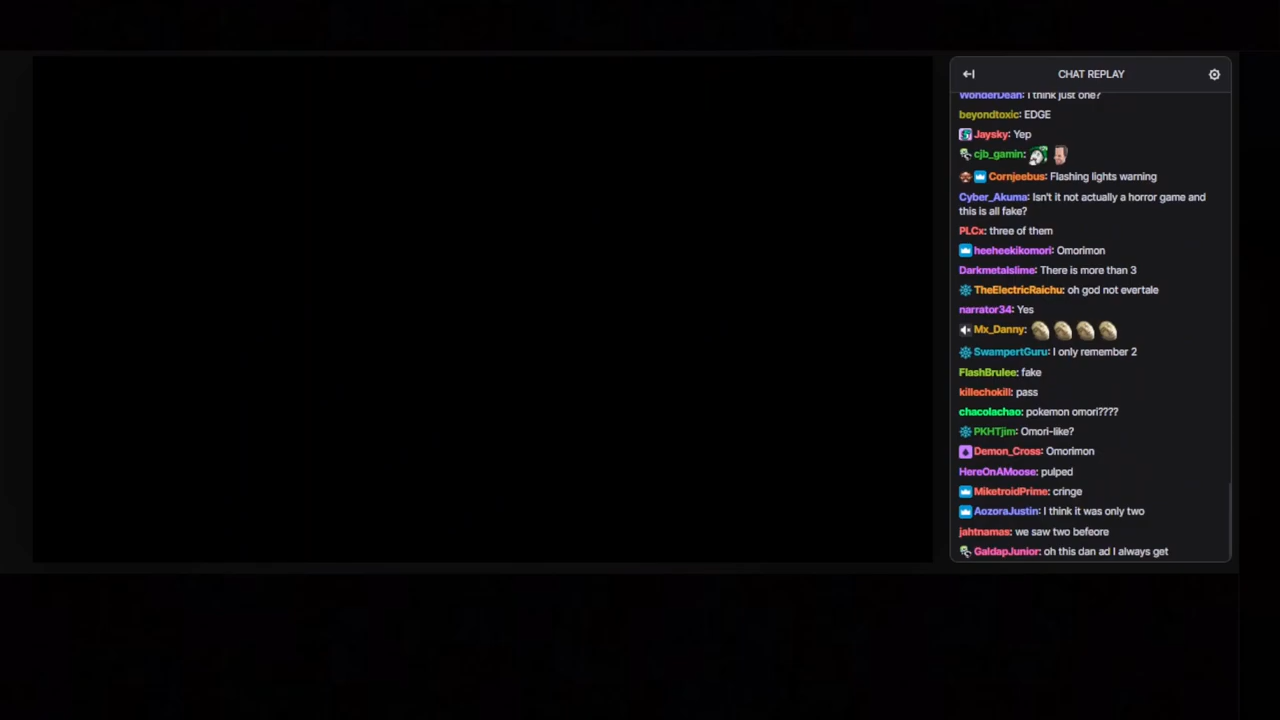 CHAT REPLAY
WonderDean: I think just one?
beyondtoxic: EDGE
Jaysky: Yep
cjb_gamin:
Cornjeebus: Flashing lights warning
Cyber_Akuma: Isn't it not actually a horror game and
this is all fake?
PLCx: three of them
heeheekikomori: Omorimon
Darkmetalslime: There is more than 3
TheElectricRaichu: oh god not evertale
narrator34: Yes
Mx_Danny:
SwampertGuru: I only remember 2
FlashBrulee: fake
killechokill: pass
chacolachao: pokemon omori????
PKHTjim: Omori-like?
Demon_Cross: Omorimon
HereOnAMoose: pulped
MiketroidPrime: cringe
AozoraJustin: I think it was only two
jahtnamas: we saw two befeore
GaldapJunior: oh this dan ad I always get